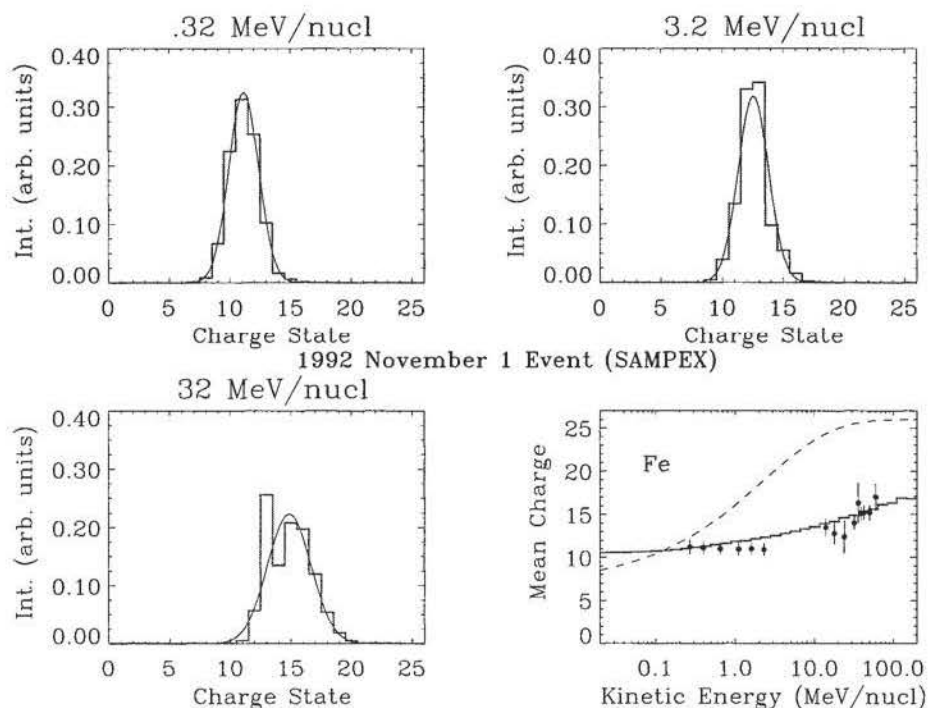 .32 MeV/nucl
3.2 MeV/nucl
Int. (arb. units)
0.40
0.30
0.20
0.10
0.00
0 5 10 15 20 25
Charge State
Int. (arb. units)
0.40
0.30
0.20
0.10
0.00
0 5 10 15 20 25
Charge State
1992 November 1 Event (SAMPEX)
32 MeV/nucl
Int. (arb. units)
0.40
0.30
0.20
0.10
0.00
0 5 10 15 20 25
Charge State
Mean Charge
25
20
15
10
5
0
Fe
0.1 1.0 10.0 100.0
Kinetic Energy (MeV/nucl)